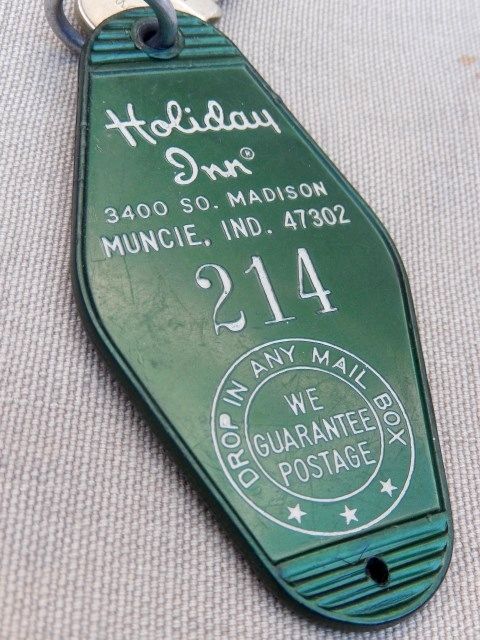 Holiday
Inn®
3400 SO. MADISON
MUNCIE, IND. 47302
214
DROP IN ANY MAIL BOX
WE
GUARANTEE
POSTAGE